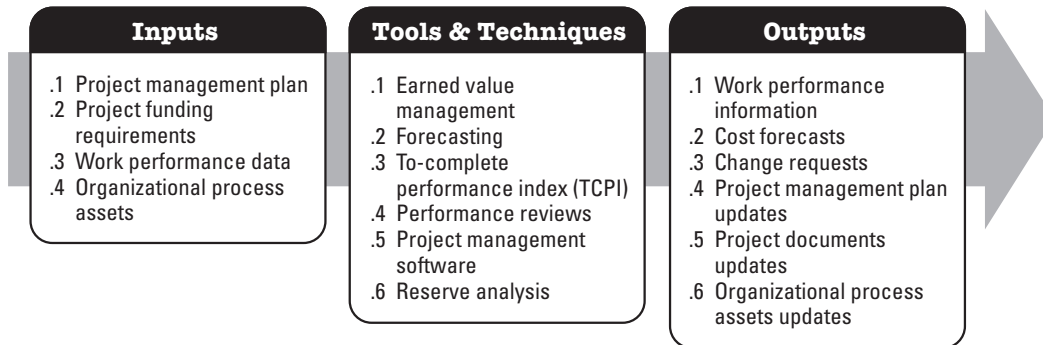 Inputs
.1 Project management plan
.2 Project funding
requirements
.3 Work performance data
.4 Organizational process
assets
Tools & Techniques
.1 Earned value
management
.2 Forecasting
.3 To-complete
performance index (TCPI)
.4 Performance reviews
.5 Project management
software
.6 Reserve analysis
Outputs
.1 Work performance
information
.2 Cost forecasts
.3 Change requests
.4 Project management plan
updates
.5 Project documents
updates
.6 Organizational process
assets updates